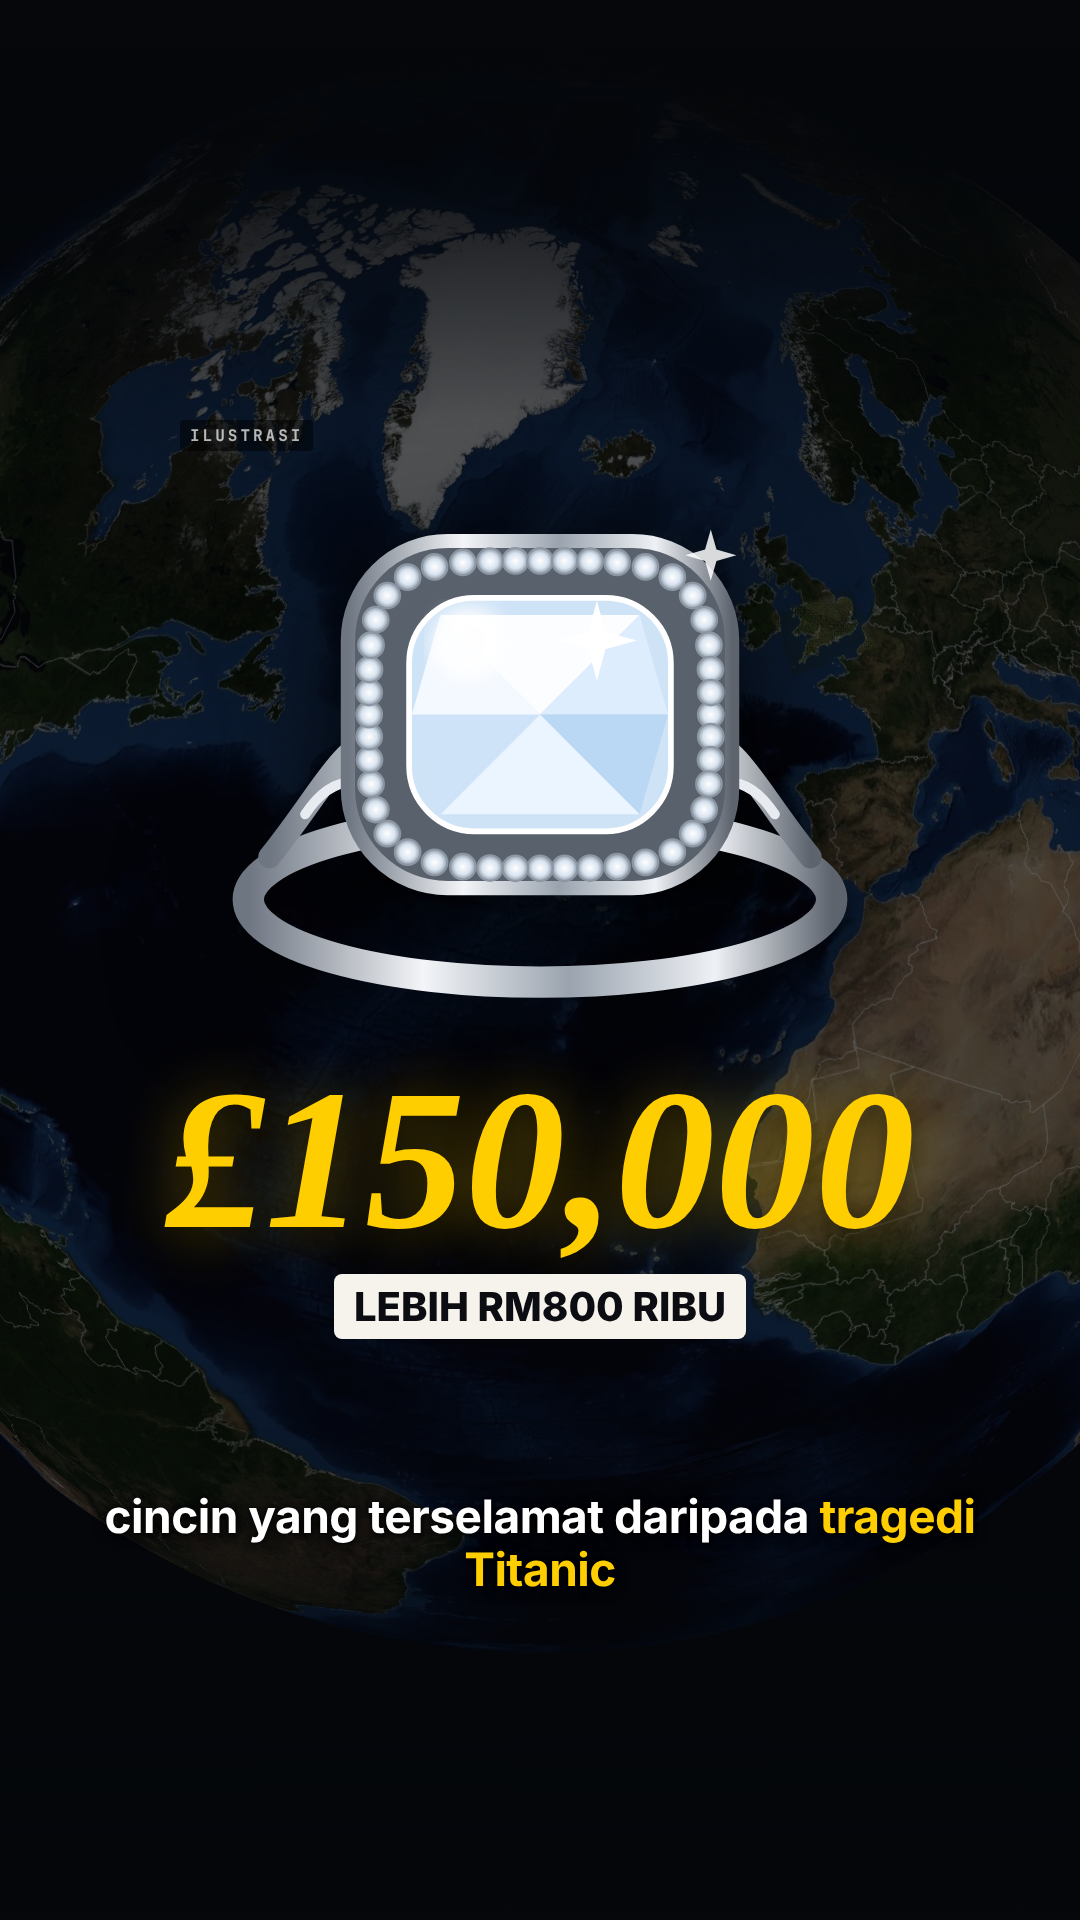 ILUSTRASI
£150,000
LEBIH RM800 RIBU
cincin yang terselamat daripada tragedi
Titanic